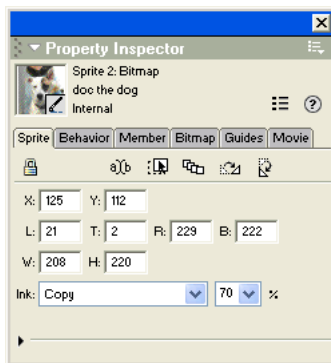 Property Inspector
Sprite 2: Bitmap
doc the dog
Internal
Sprite Behavior Member Bitmap Guides Movie
X: 125 Y: 112
L: 21 T: 2 R: 229 B: 222
W: 208 H: 220
Ink: Copy 70 %